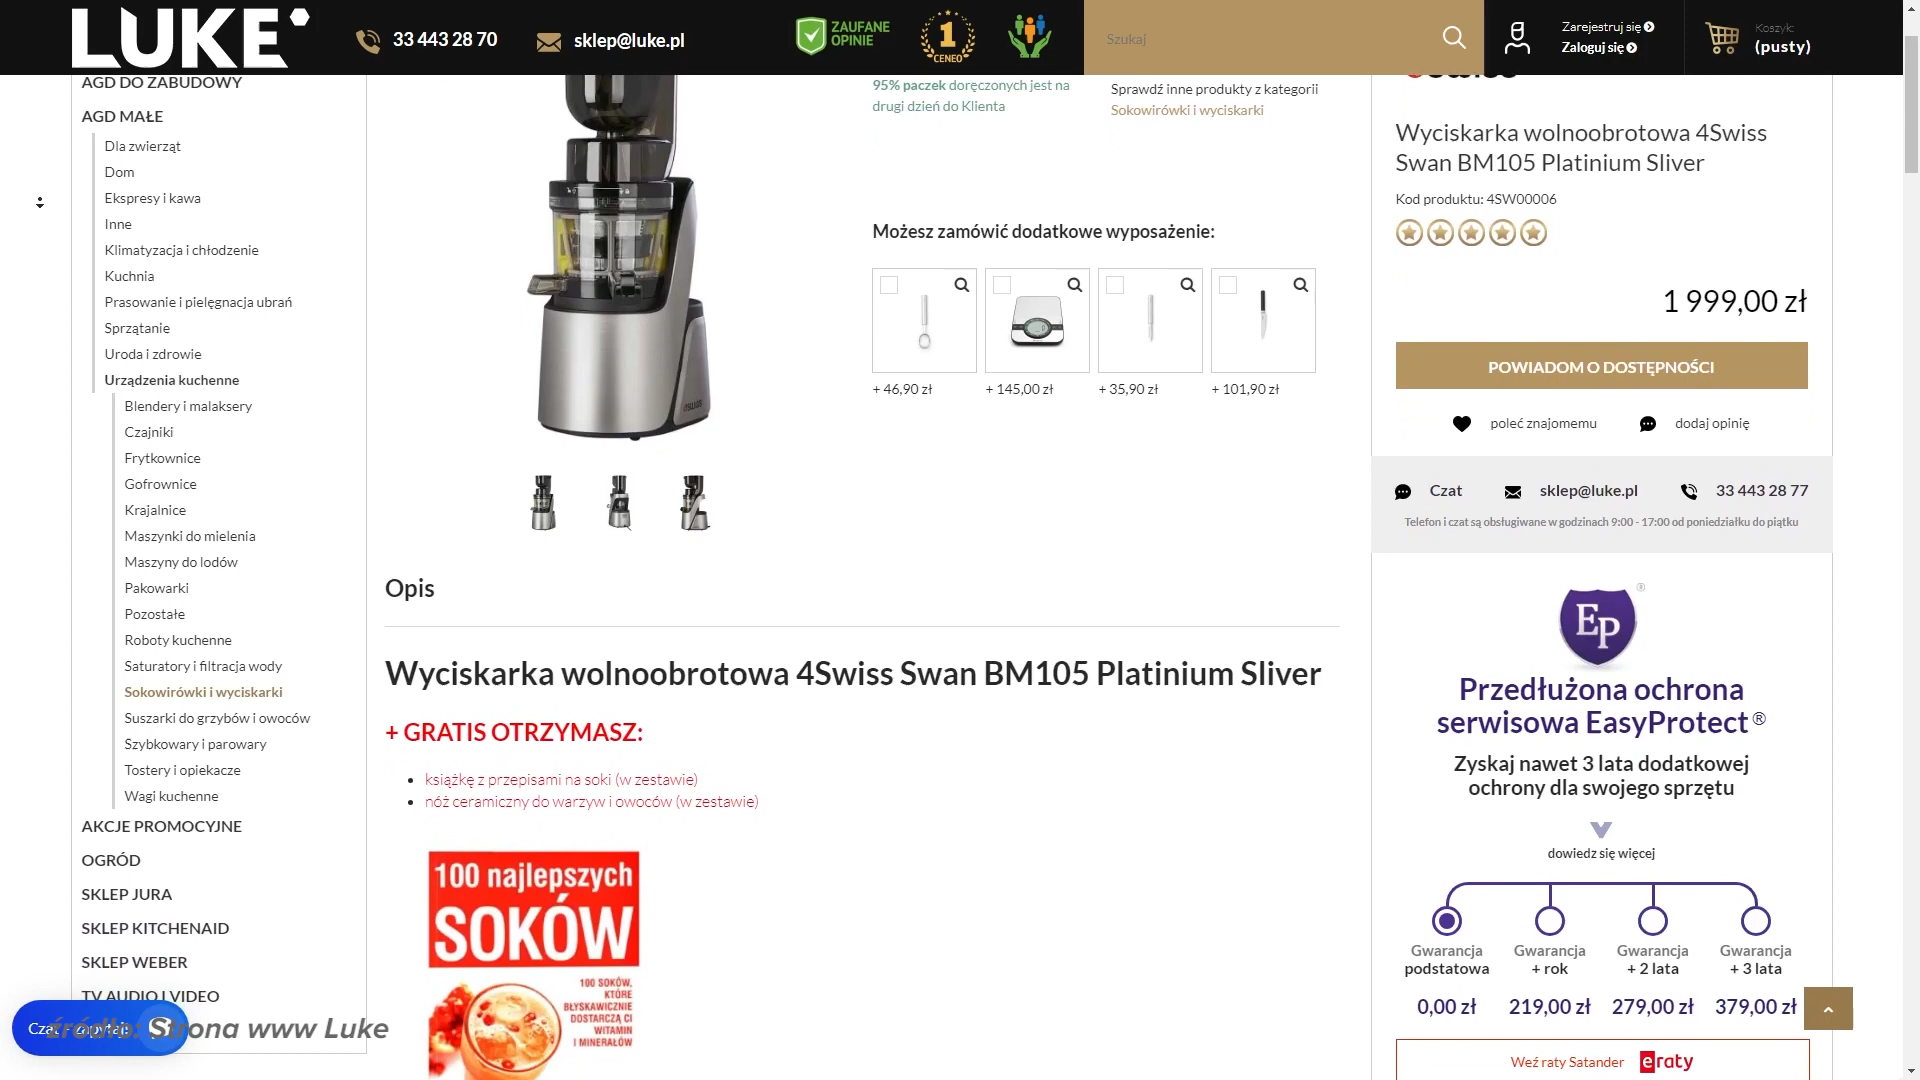 LUKE
33 443 28 70
sklep@luke.pl
ZAUFANE
OPINIE
1
CENEO
Szukaj
Zarejestruj się
Zaloguj się
Koszyk:
(pusty)
AGD DO ZABUDOWY
AGD MAŁE
Dla zwierząt
Dom
Ekspresy i kawa
Inne
Klimatyzacja i chłodzenie
Kuchnia
Prasowanie i pielęgnacja ubrań
Sprzątanie
Uroda i zdrowie
Urządzenia kuchenne
Blendery i malaksery
Czajniki
Frytkownice
Gofrownice
Krajalnice
Maszynki do mielenia
Maszyny do lodów
Pakowarki
Pozostałe
Roboty kuchenne
Saturatory i filtracja wody
Sokowirówki i wyciskarki
Suszarki do grzybów i owoców
Szybkowary i parowary
Tostery i opiekacze
Wagi kuchenne
AKCJE PROMOCYJNE
OGRÓD
SKLEP JURA
SKLEP KITCHENAID
SKLEP WEBER
TV AUDIO I VIDEO
źródło: Strona www Luke
95% paczek doręczonych jest na
drugi dzień do Klienta
Sprawdź inne produkty z kategorii
Sokowirówki i wyciskarki
Możesz zamówić dodatkowe wyposażenie:
+ 46,90 zł
+ 145,00 zł
+ 35,90 zł
+ 101,90 zł
Opis
Wyciskarka wolnoobrotowa 4Swiss Swan BM105 Platinium Sliver
+ GRATIS OTRZYMASZ:
książkę z przepisami na soki (w zestawie)
nóż ceramiczny do warzyw i owoców (w zestawie)
100 najlepszych
SOKÓW
100 SOKÓW,
KTÓRE
BŁYSKAWICZNIE
DOSTARCZĄ CI
WITAMIN
I MINERAŁÓW
Wyciskarka wolnoobrotowa 4Swiss
Swan BM105 Platinium Sliver
Kod produktu: 4SW00006
1 999,00 zł
POWIADOM O DOSTĘPNOŚCI
poleć znajomemu
dodaj opinię
Czat
sklep@luke.pl
33 443 28 77
Telefon i czat są obsługiwane w godzinach 9:00 - 17:00 od poniedziałku do piątku
EP ®
Przedłużona ochrona
serwisowa EasyProtect ®
Zyskaj nawet 3 lata dodatkowej
ochrony dla swojego sprzętu
dowiedz się więcej
Gwarancja
podstatowa
0,00 zł
Gwarancja
+ rok
219,00 zł
Gwarancja
+ 2 lata
279,00 zł
Gwarancja
+ 3 lata
379,00 zł
Weź raty Satander
eraty